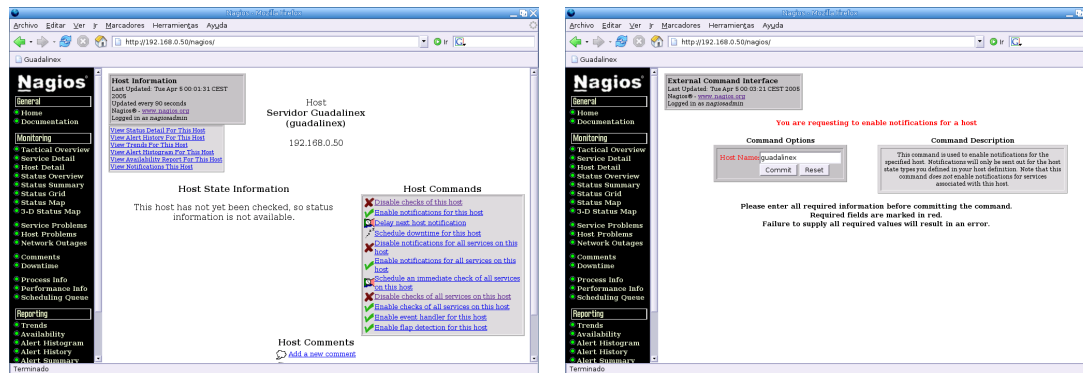 Nagios - Mozilla Firefox
Archivo Editar Ver Ir Marcadores Herramientas Ayuda
http://192.168.0.50/nagios/
Ir
Guadalinex
Nagios
General
Home
Documentation
Monitoring
Tactical Overview
Service Detail
Host Detail
Status Overview
Status Summary
Status Grid
Status Map
3-D Status Map
Service Problems
Host Problems
Network Outages
Comments
Downtime
Process Info
Performance Info
Scheduling Queue
Reporting
Trends
Availability
Alert Histogram
Alert History
Alert Summary
Host Information
Last Updated: Tue Apr 5 00:01:31 CEST
2005
Updated every 90 seconds
Nagios® - www.nagios.org
Logged in as nagiosadmin
View Status Detail For This Host
View Alert History For This Host
View Trends For This Host
View Alert Histogram For This Host
View Availability Report For This Host
View Notifications This Host
Host
Servidor Guadalinex
(guadalinex)
192.168.0.50
Host State Information
This host has not yet been checked, so status
information is not available.
Host Commands
Disable checks of this host
Enable notifications for this host
Delay next host notification
Schedule downtime for this host
Disable notifications for all services on this
host
Enable notifications for all services on this
host
Schedule an immediate check of all services
on this host
Disable checks of all services on this host
Enable checks of all services on this host
Enable event handler for this host
Enable flap detection for this host
Host Comments
Add a new comment
Terminado
Nagios - Mozilla Firefox
Archivo Editar Ver Ir Marcadores Herramientas Ayuda
http://192.168.0.50/nagios/
Ir
Guadalinex
Nagios
General
Home
Documentation
Monitoring
Tactical Overview
Service Detail
Host Detail
Status Overview
Status Summary
Status Grid
Status Map
3-D Status Map
Service Problems
Host Problems
Network Outages
Comments
Downtime
Process Info
Performance Info
Scheduling Queue
Reporting
Trends
Availability
Alert Histogram
Alert History
Alert Summary
External Command Interface
Last Updated: Tue Apr 5 00:03:21 CEST 2005
Nagios® - www.nagios.org
Logged in as nagiosadmin
You are requesting to enable notifications for a host
Command Options
Host Name: guadalinex
Commit Reset
Command Description
This command is used to enable notifications for the
specified host. Notifications will only be sent out for the host
state types you defined in your host definition. Note that this
command does not enable notifications for services
associated with this host.
Please enter all required information before committing the command.
Required fields are marked in red.
Failure to supply all required values will result in an error.
Terminado